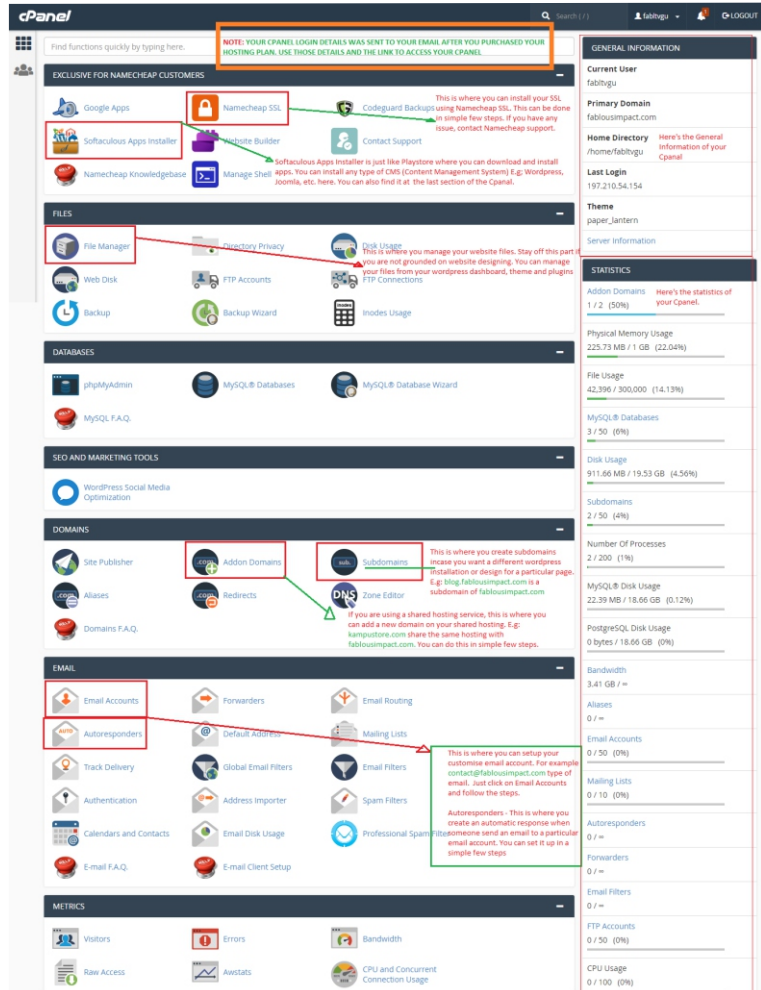 cPanel
Search ( / )
fabltvgu
LOGOUT
Find functions quickly by typing here.
NOTE: YOUR CPANEL LOGIN DETAILS WAS SENT TO YOUR EMAIL AFTER YOU PURCHASED YOUR
HOSTING PLAN. USE THOSE DETAILS AND THE LINK TO ACCESS YOUR CPANEL
EXCLUSIVE FOR NAMECHEAP CUSTOMERS
Google Apps
Namecheap SSL
Codeguard Backups
This is where you can install your SSL
using Namecheap SSL. This can be done
in simple few steps. If you have any
issue, contact Namecheap support.
Softaculous Apps Installer
Website Builder
Contact Support
Softaculous Apps Installer is just like Playstore where you can download and install
apps. You can install any type of CMS (Content Management System) E.g; Wordpress,
Joomla, etc. here. You can also find it at the last section of the Cpanal.
Namecheap Knowledgebase
Manage Shell
FILES
File Manager
Directory Privacy
Disk Usage
This is where you manage your website files. Stay off this part if
you are not grounded on website designing. You can manage
your files from your wordpress dashboard, theme and plugins
Web Disk
FTP Accounts
FTP Connections
Backup
Backup Wizard
Inodes Usage
DATABASES
phpMyAdmin
MySQL® Databases
MySQL® Database Wizard
MySQL F.A.Q.
SEO AND MARKETING TOOLS
WordPress Social Media
Optimization
DOMAINS
Site Publisher
Addon Domains
Subdomains
This is where you create subdomains
incase you want a different wordpress
installation or design for a particular page.
E.g: blog.fablousimpact.com is a
subdomain of fablousimpact.com
Aliases
Redirects
Zone Editor
If you are using a shared hosting service, this is where you
can add a new domain on your shared hosting. E.g:
kampustore.com share the same hosting with
fablousimpact.com. You can do this in simple few steps.
Domains F.A.Q.
EMAIL
Email Accounts
Forwarders
Email Routing
Autoresponders
Default Address
Mailing Lists
Track Delivery
Global Email Filters
Email Filters
Authentication
Address Importer
Spam Filters
Calendars and Contacts
Email Disk Usage
Professional Spam Filter
E-mail F.A.Q.
E-mail Client Setup
This is where you can setup your
customise email account. For example
contact@fablousimpact.com type of
email. Just click on Email Accounts
and follow the steps.
Autoresponders - This is where you
create an automatic response when
someone send an email to a particular
email account. You can set it up in a
simple few steps
METRICS
Visitors
Errors
Bandwidth
Raw Access
Awstats
CPU and Concurrent
Connection Usage
GENERAL INFORMATION
Current User
fabltvgu
Primary Domain
fablousimpact.com
Home Directory
/home/fabltvgu
Here's the General
Information of your
Cpanal
Last Login
197.210.54.154
Theme
paper_lantern
Server Information
STATISTICS
Addon Domains
1 / 2 (50%)
Here's the statistics of
your Cpanel.
Physical Memory Usage
225.73 MB / 1 GB (22.04%)
File Usage
42,396 / 300,000 (14.13%)
MySQL® Databases
3 / 50 (6%)
Disk Usage
911.66 MB / 19.53 GB (4.56%)
Subdomains
2 / 50 (4%)
Number Of Processes
2 / 200 (1%)
MySQL® Disk Usage
22.39 MB / 18.66 GB (0.12%)
PostgreSQL Disk Usage
0 bytes / 18.66 GB (0%)
Bandwidth
3.41 GB / ∞
Aliases
0 / ∞
Email Accounts
0 / 50 (0%)
Mailing Lists
0 / 10 (0%)
Autoresponders
0 / ∞
Forwarders
0 / ∞
Email Filters
0 / ∞
FTP Accounts
0 / 50 (0%)
CPU Usage
0 / 100 (0%)